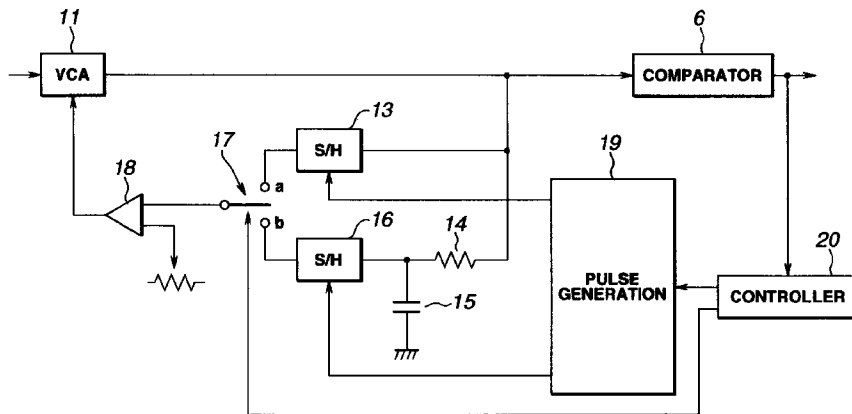 11
VCA
6
COMPARATOR
13
S/H
17
18
a
b
16
S/H
14
15
19
PULSE
GENERATION
20
CONTROLLER